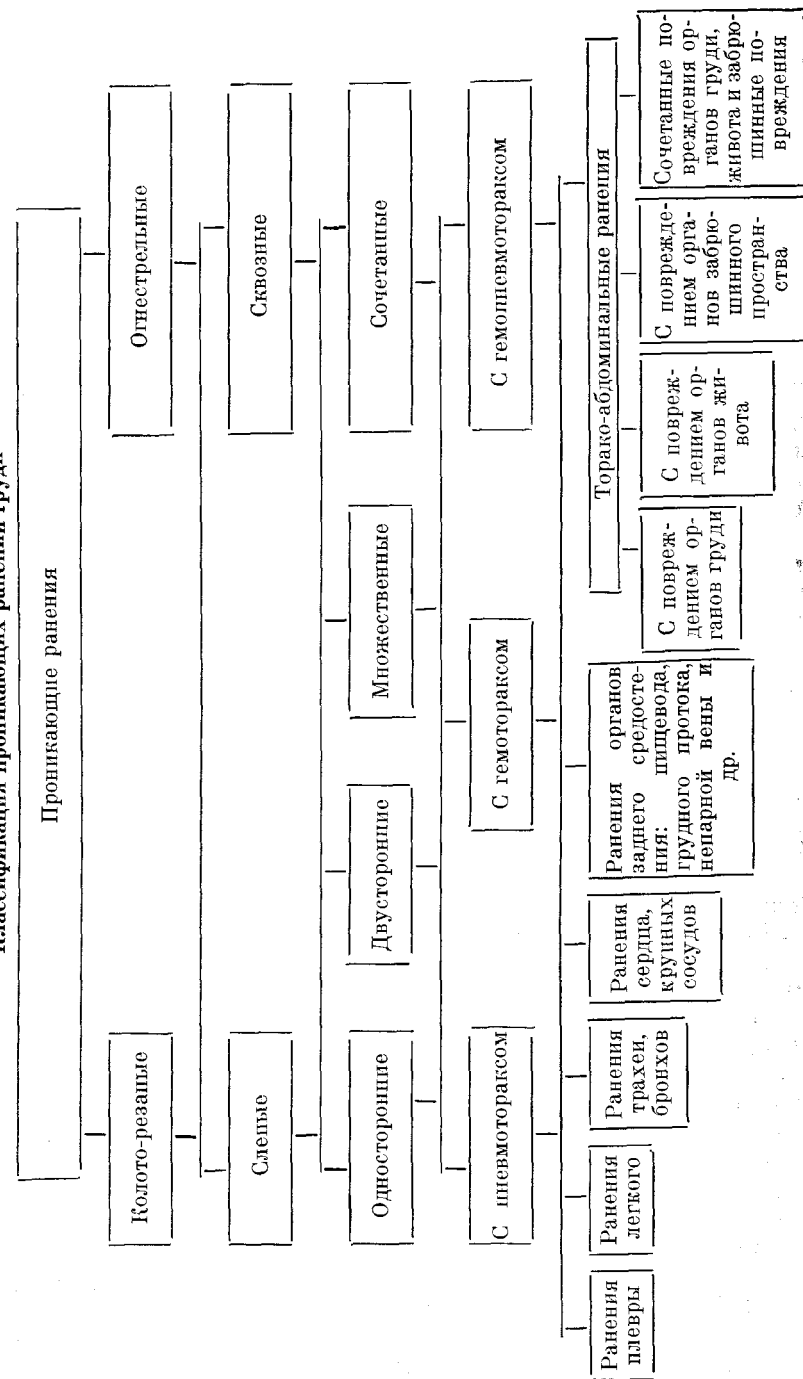 Классификация проникающих ранений груди
Проникающие ранения
Колото-резаные
Огнестрельные
Слепые
Сквозные
Односторонние
Двусторонние
Множественные
Сочетанные
С пневмотораксом
С гемотораксом
С гемопневмотораксом
Ранения
плевры
Ранения
легкого
Ранения
трахеи,
бронхов
Ранения
сердца,
крупных
сосудов
Ранения органов
заднего средосте-
ния: пищевода,
грудного протока,
непарной вены и
др.
Торако-абдоминальные ранения
С повреж-
дением ор-
ганов груди
С повреж-
дением ор-
ганов жи-
вота
С поврежде-
нием орга-
нов забрю-
шинного
простран-
ства
Сочетанные по-
вреждения ор-
ганов груди,
живота и забрю-
шинные по-
вреждения